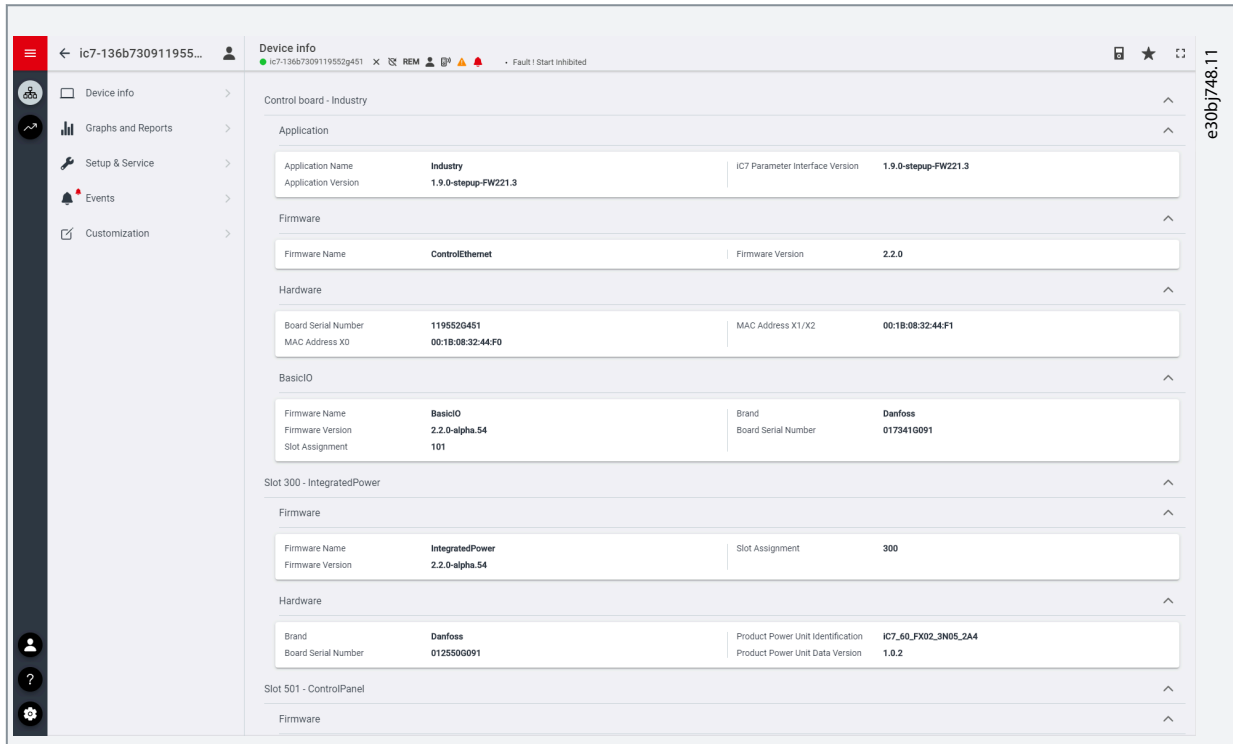 ic7-136b730911955...
Device info
ic7-136b7309119552g451 REM • Fault ! Start Inhibited
e30bj748.11
Device info
Graphs and Reports
Setup & Service
Events
Customization
Control board - Industry
Application
Application Name Industry iC7 Parameter Interface Version 1.9.0-stepup-FW221.3
Application Version 1.9.0-stepup-FW221.3
Firmware
Firmware Name ControlEthernet Firmware Version 2.2.0
Hardware
Board Serial Number 119552G451 MAC Address X1/X2 00:1B:08:32:44:F1
MAC Address X0 00:1B:08:32:44:F0
BasicIO
Firmware Name BasicIO Brand Danfoss
Firmware Version 2.2.0-alpha.54 Board Serial Number 017341G091
Slot Assignment 101
Slot 300 - IntegratedPower
Firmware
Firmware Name IntegratedPower Slot Assignment 300
Firmware Version 2.2.0-alpha.54
Hardware
Brand Danfoss Product Power Unit Identification iC7_60_FX02_3N05_2A4
Board Serial Number 012550G091 Product Power Unit Data Version 1.0.2
Slot 501 - ControlPanel
Firmware
?